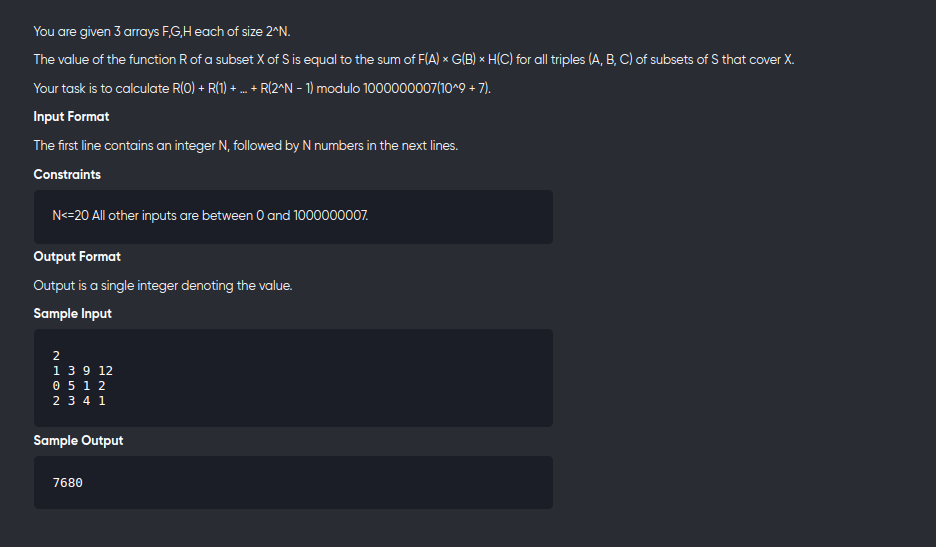 You are given 3 arrays F,G,H each of size 2^N.
The value of the function R of a subset X of S is equal to the sum of F(A) × G(B) × H(C) for all triples (A, B, C) of subsets of S that cover X.
Your task is to calculate R(0) + R(1) + ... + R(2^N - 1) modulo 1000000007(10^9 + 7).
Input Format
The first line contains an integer N, followed by N numbers in the next lines.
Constraints
N<=20 All other inputs are between 0 and 1000000007.
Output Format
Output is a single integer denoting the value.
Sample Input
2
1 3 9 12
0 5 1 2
2 3 4 1
Sample Output
7680